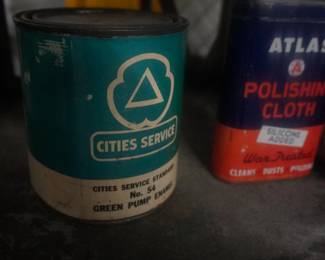 CITIES SERVICE
CITIES SERVICE STANDARD
No. 54
GREEN PUMP ENAMEL
ATLAS
A
POLISHING
CLOTH
SILICONE
ADDED
Wax Treated
CLEANS DUSTS POLISHES